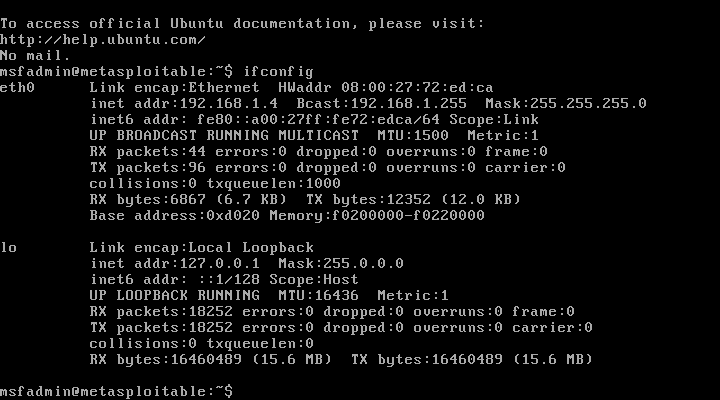 To access official Ubuntu documentation, please visit:
http://help.ubuntu.com/
No mail.
msfadmin@metasploitable:~$ ifconfig
eth0      Link encap:Ethernet  HWaddr 08:00:27:72:ed:ca
          inet addr:192.168.1.4  Bcast:192.168.1.255  Mask:255.255.255.0
          inet6 addr: fe80::a00:27ff:fe72:edca/64 Scope:Link
          UP BROADCAST RUNNING MULTICAST  MTU:1500  Metric:1
          RX packets:44 errors:0 dropped:0 overruns:0 frame:0
          TX packets:96 errors:0 dropped:0 overruns:0 carrier:0
          collisions:0 txqueuelen:1000
          RX bytes:6867 (6.7 KB)  TX bytes:12352 (12.0 KB)
          Base address:0xd020 Memory:f0200000-f0220000

lo        Link encap:Local Loopback
          inet addr:127.0.0.1  Mask:255.0.0.0
          inet6 addr: ::1/128 Scope:Host
          UP LOOPBACK RUNNING  MTU:16436  Metric:1
          RX packets:18252 errors:0 dropped:0 overruns:0 frame:0
          TX packets:18252 errors:0 dropped:0 overruns:0 carrier:0
          collisions:0 txqueuelen:0
          RX bytes:16460489 (15.6 MB)  TX bytes:16460489 (15.6 MB)

msfadmin@metasploitable:~$